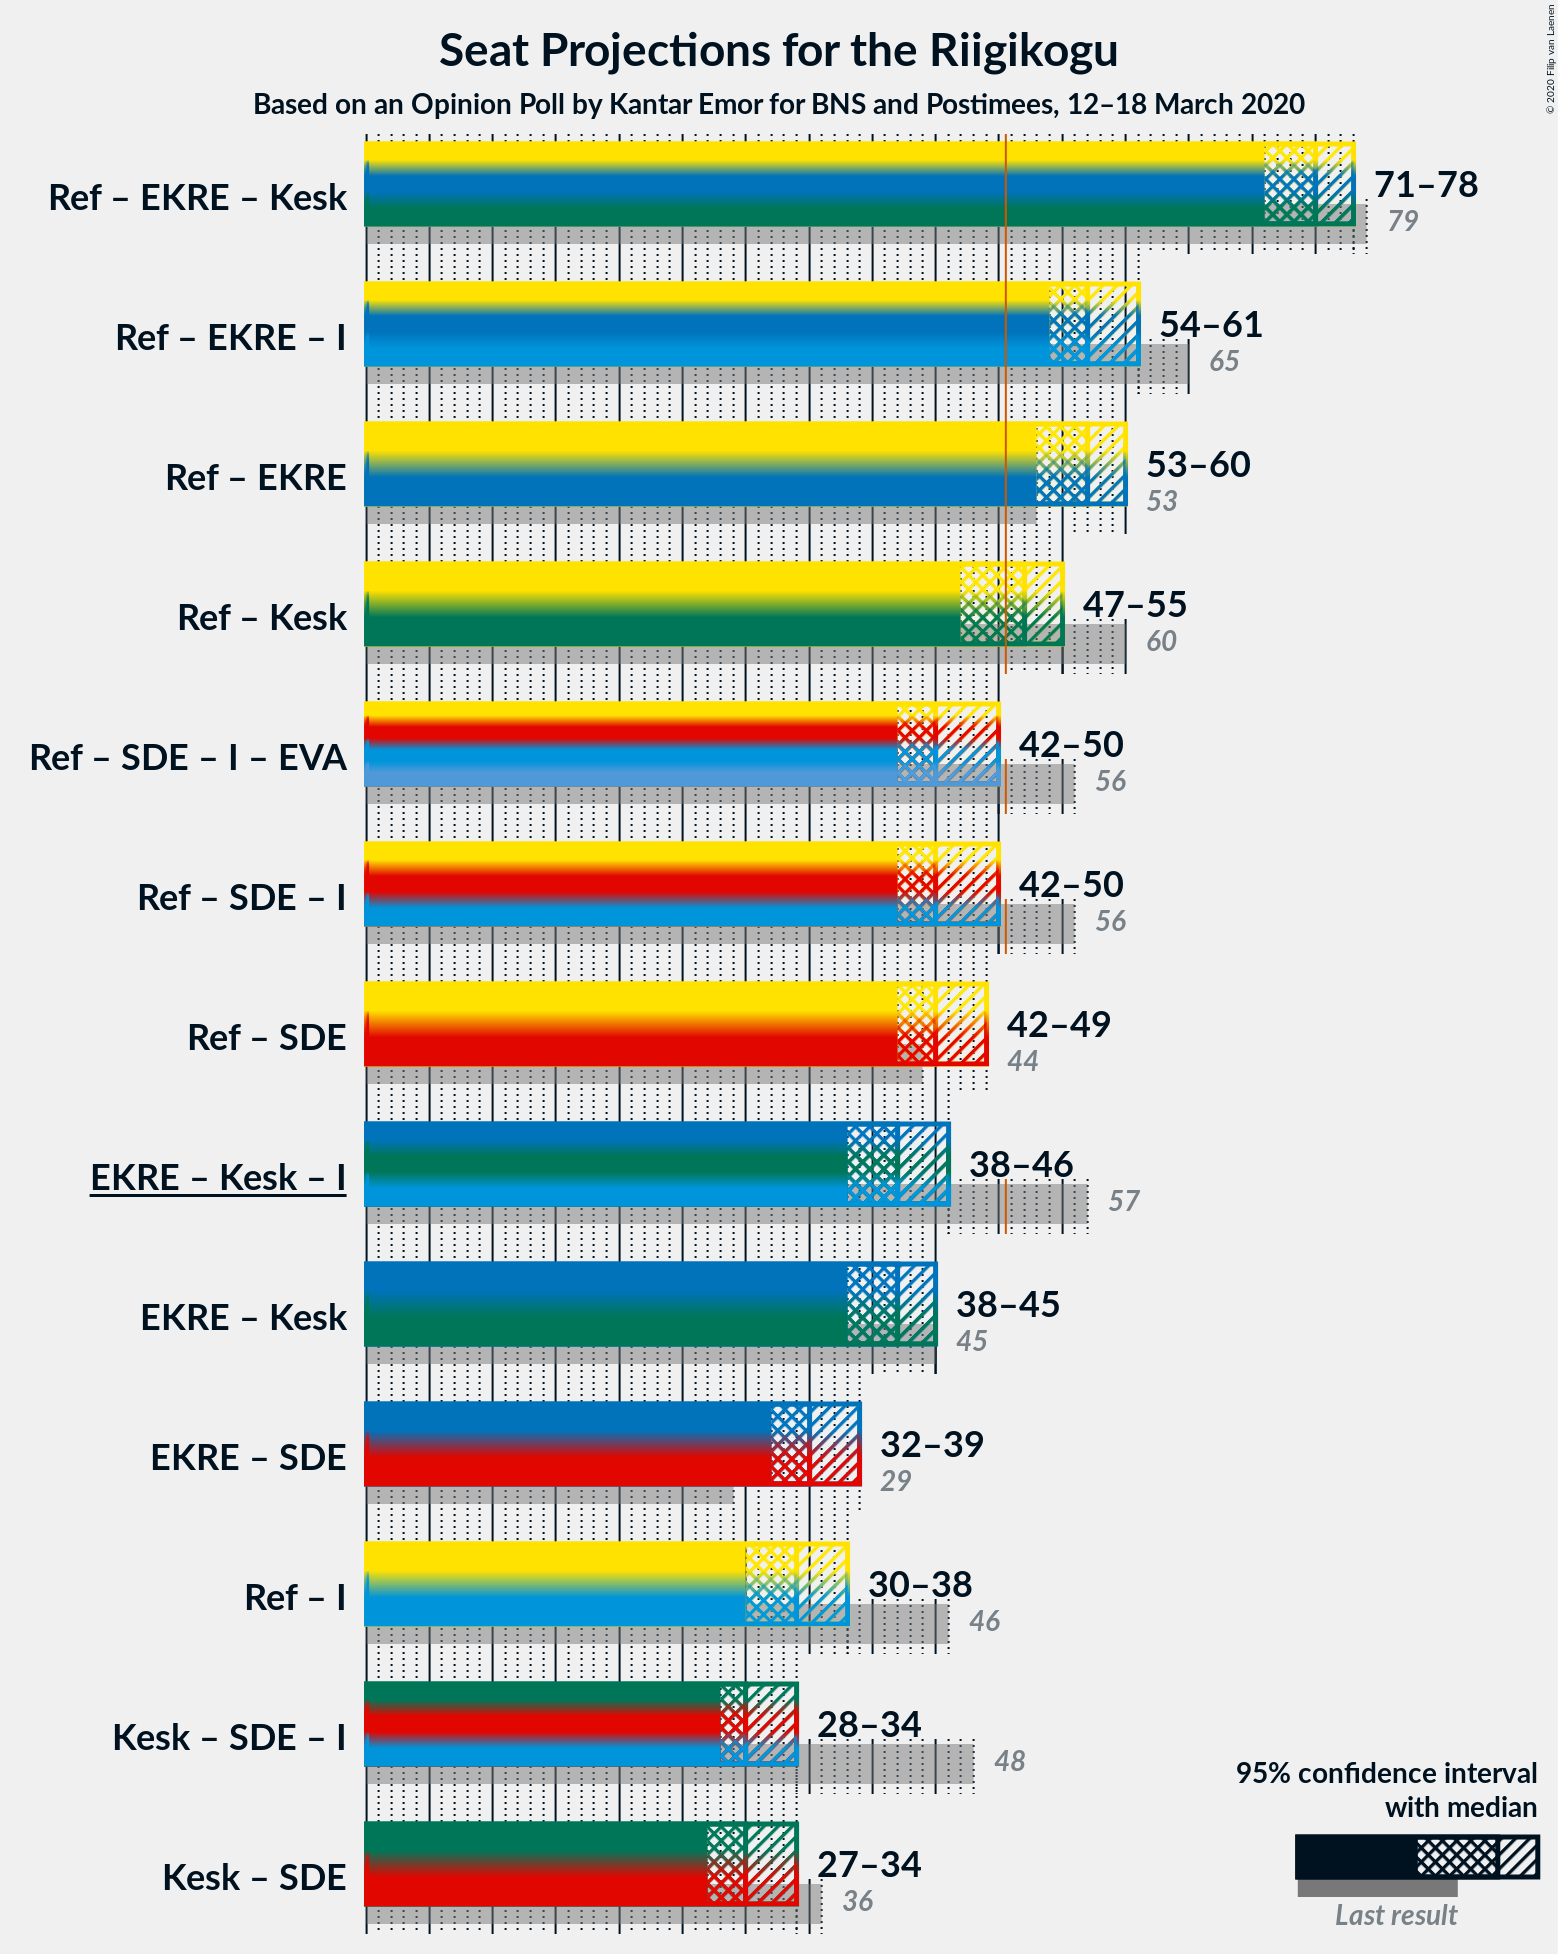 Seat Projections for the Riigikogu
Based on an Opinion Poll by Kantar Emor for BNS and Postimees, 12–18 March 2020
© 2020 Filip van Laenen
Ref – EKRE – Kesk
71–78
79
Ref – EKRE – I
54–61
65
Ref – EKRE
53–60
53
Ref – Kesk
47–55
60
Ref – SDE – I – EVA
42–50
56
Ref – SDE – I
42–50
56
Ref – SDE
42–49
44
EKRE – Kesk – I
38–46
57
EKRE – Kesk
38–45
45
EKRE – SDE
32–39
29
Ref – I
30–38
46
Kesk – SDE – I
28–34
48
Kesk – SDE
27–34
36
95% confidence interval
with median
Last result